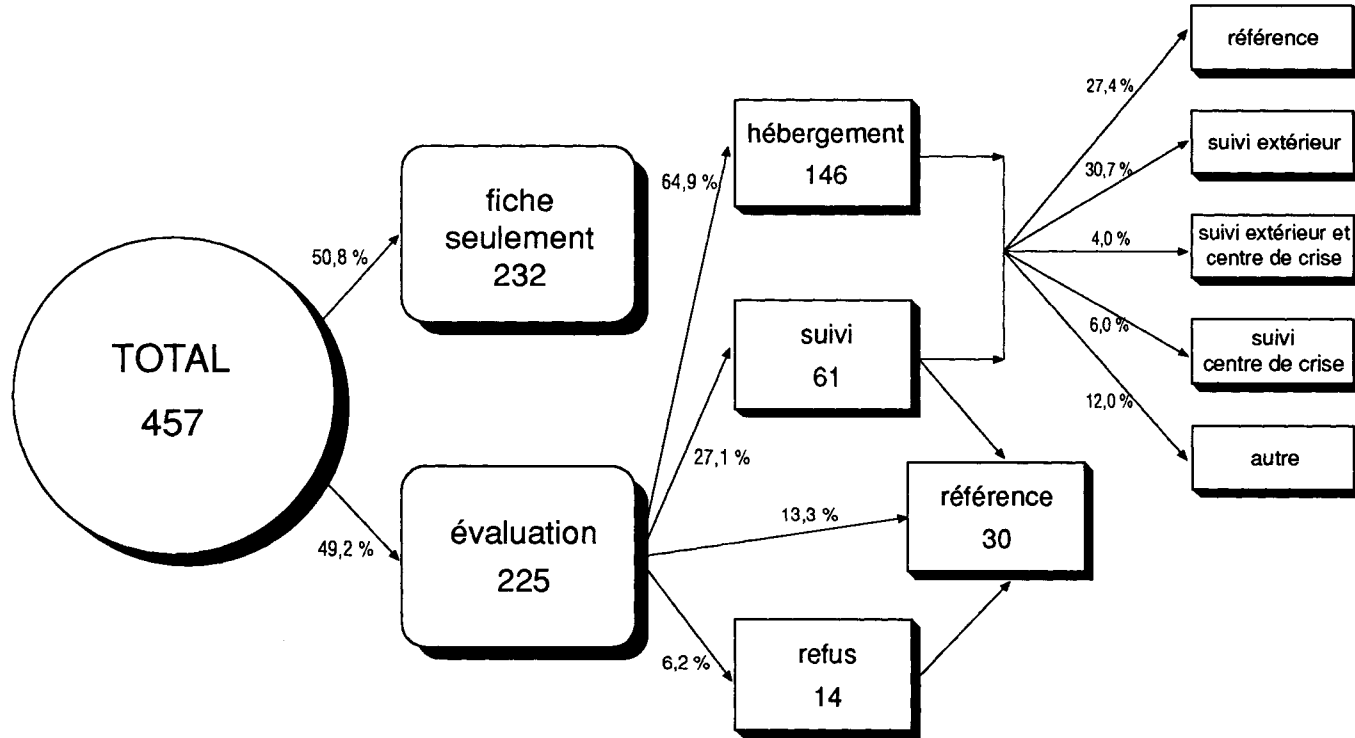 TOTAL
457
50,8 %
49,2 %
fiche
seulement
232
évaluation
225
64,9 %
27,1 %
13,3 %
6,2 %
hébergement
146
suivi
61
référence
30
refus
14
27,4 %
30,7 %
4,0 %
6,0 %
12,0 %
référence
suivi extérieur
suivi extérieur et
centre de crise
suivi
centre de crise
autre